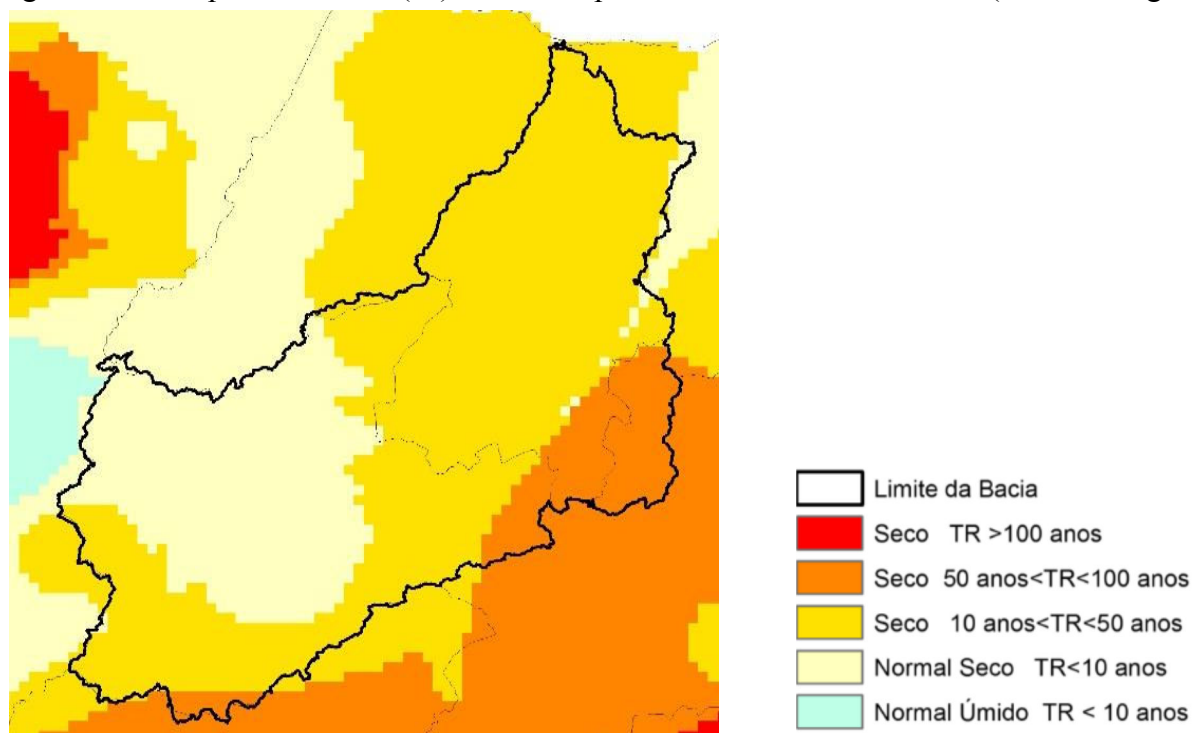 Limite da Bacia
Seco TR >100 anos
Seco 50 anos<TR<100 anos
Seco 10 anos<TR<50 anos
Normal Seco TR<10 anos
Normal Úmido TR < 10 anos